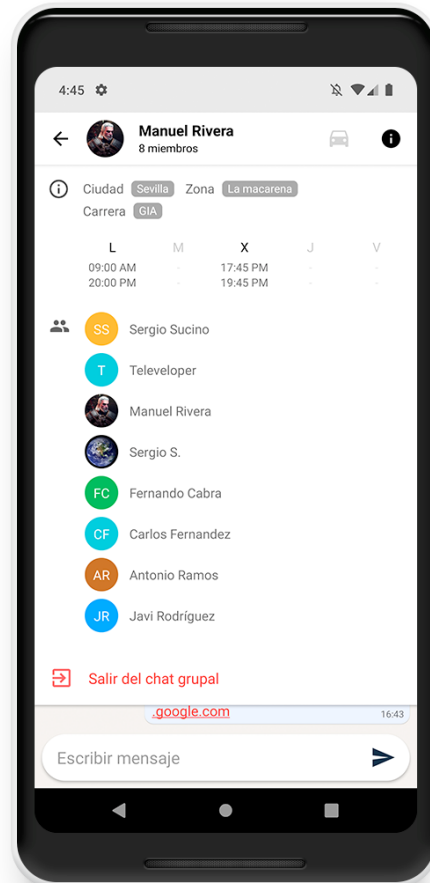 4:45
Manuel Rivera
8 miembros
Ciudad Sevilla Zona La macarena
Carrera GIA
L M X J V
09:00 AM - 17:45 PM - -
20:00 PM - 19:45 PM - -
SS Sergio Sucino
T Televeloper
Manuel Rivera
Sergio S.
FC Fernando Cabra
CF Carlos Fernandez
AR Antonio Ramos
JR Javi Rodríguez
Salir del chat grupal
.google.com 16:43
Escribir mensaje